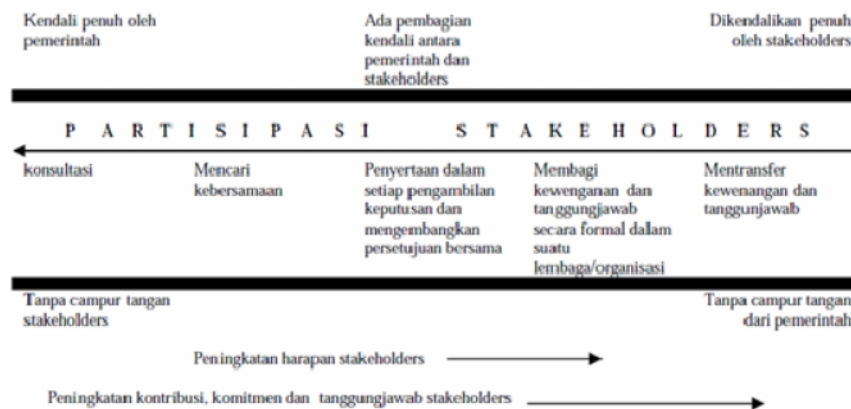 Kendali penuh oleh
pemerintah
Ada pembagian
kendali antara
pemerintah dan
stakeholders
Dikendalikan penuh
oleh stakeholders
P A R T I S I P A S I S T A K E H O L D E R S
konsultasi
Mencari
kebersamaan
Penyertaan dalam
setiap pengambilan
keputusan dan
mengembangkan
persetujuan bersama
Membagi
kewenganan dan
tanggungjawab
secara formal dalam
suatu
lembaga/organisasi
Mentransfer
kewenangan dan
tanggunjawab
Tanpa campur tangan
stakeholders
Tanpa campur tangan
dari pemerintah
Peningkatan harapan stakeholders
Peningkatan kontribusi, komitmen dan tanggungjawab stakeholders